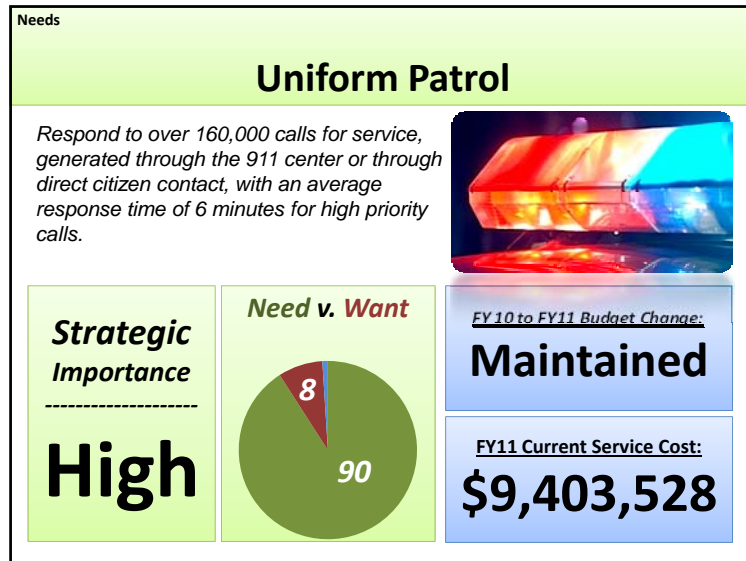 Needs
Uniform Patrol
Respond to over 160,000 calls for service,
generated through the 911 center or through
direct citizen contact, with an average
response time of 6 minutes for high priority
calls.
Strategic
Importance
--------------------
High
Need v. Want
8
90
FY 10 to FY11 Budget Change:
Maintained
FY11 Current Service Cost:
$9,403,528